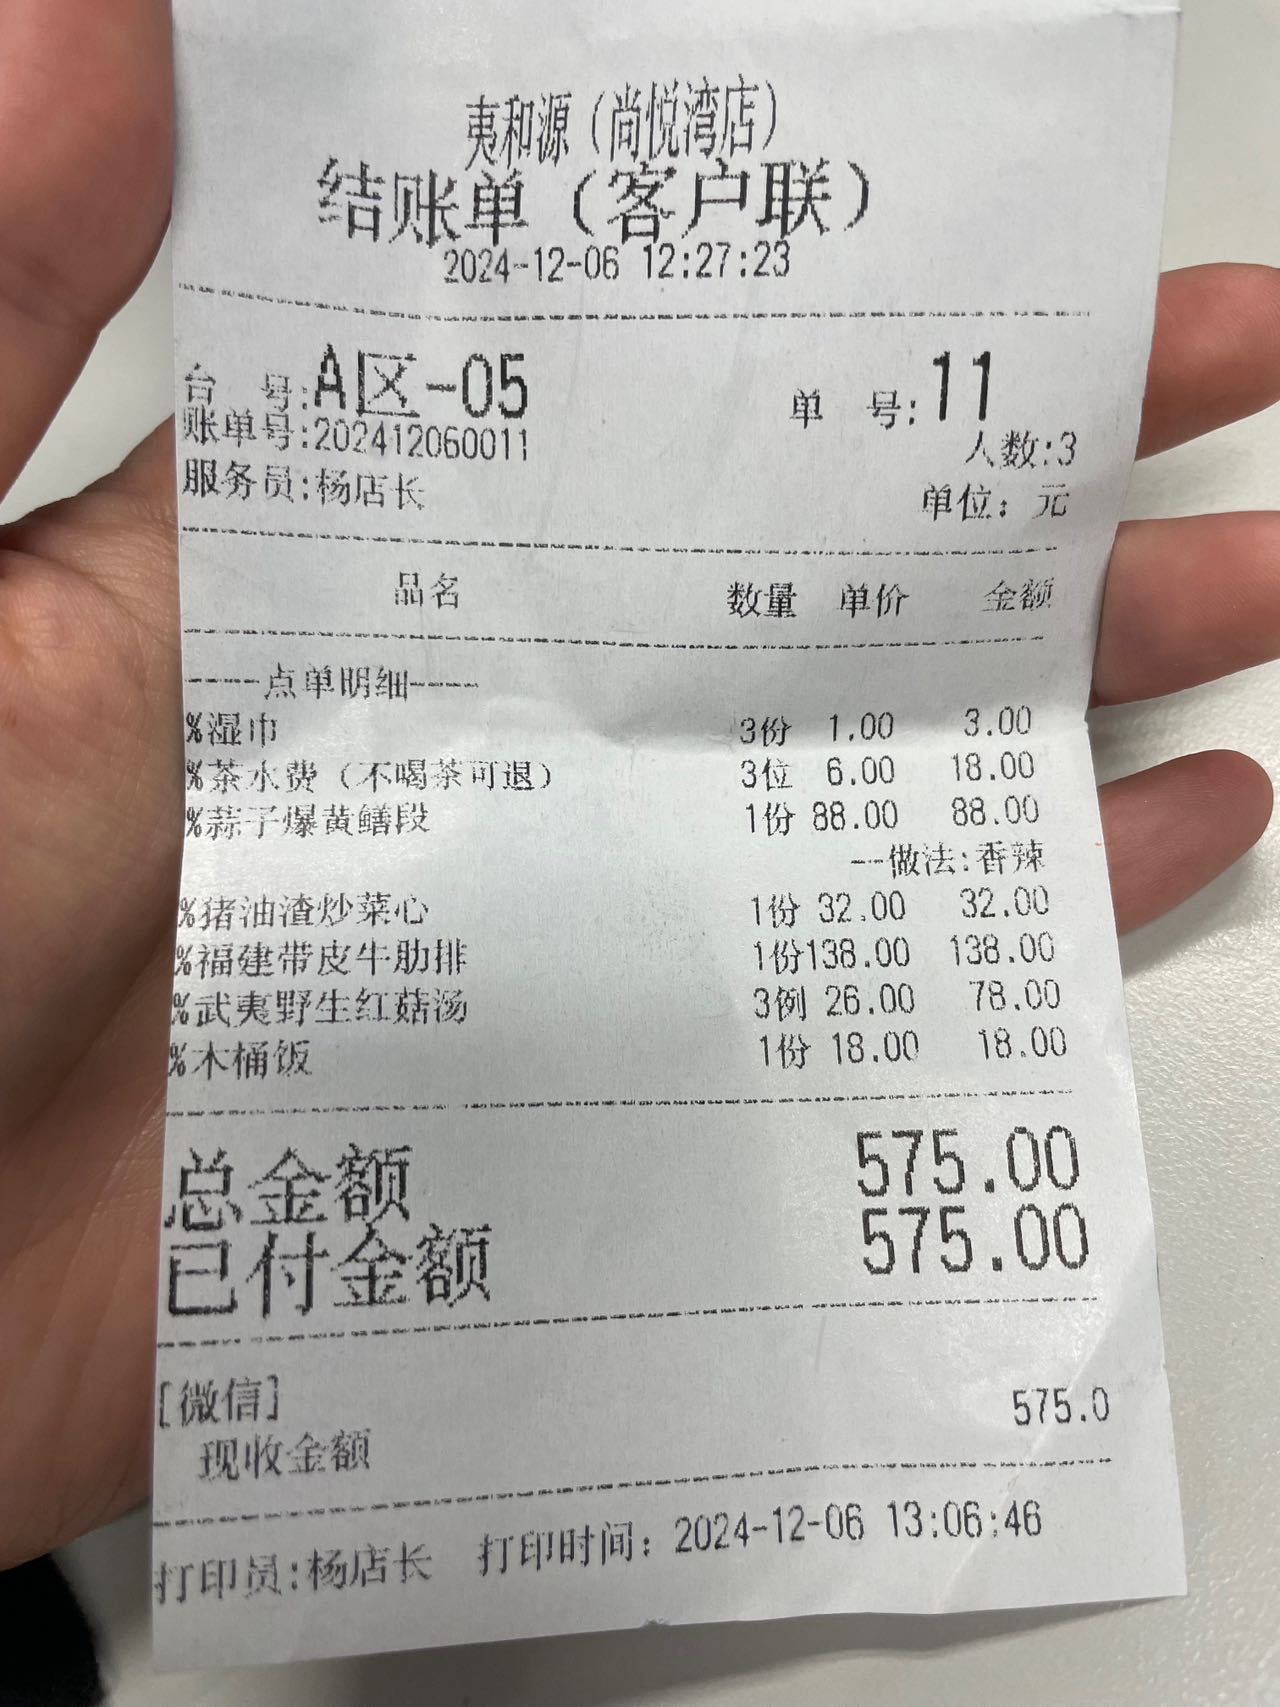 夷和源（尚悦湾店）
结账单（客户联）
2024-12-06 12:27:23
台 号:A区-05 单 号:11
账单号:202412060011 人数:3
服务员:杨店长 单位：元
品名 数量 单价 金额
----点单明细----
%湿巾 3份 1.00 3.00
%茶水费（不喝茶可退） 3位 6.00 18.00
%蒜子爆黄鳝段 1份 88.00 88.00
--做法:香辣
%猪油渣炒菜心 1份 32.00 32.00
%福建带皮牛肋排 1份138.00 138.00
%武夷野生红菇汤 3例 26.00 78.00
%木桶饭 1份 18.00 18.00
总金额 575.00
已付金额 575.00
[微信] 575.0
现收金额
打印员:杨店长 打印时间：2024-12-06 13:06:46